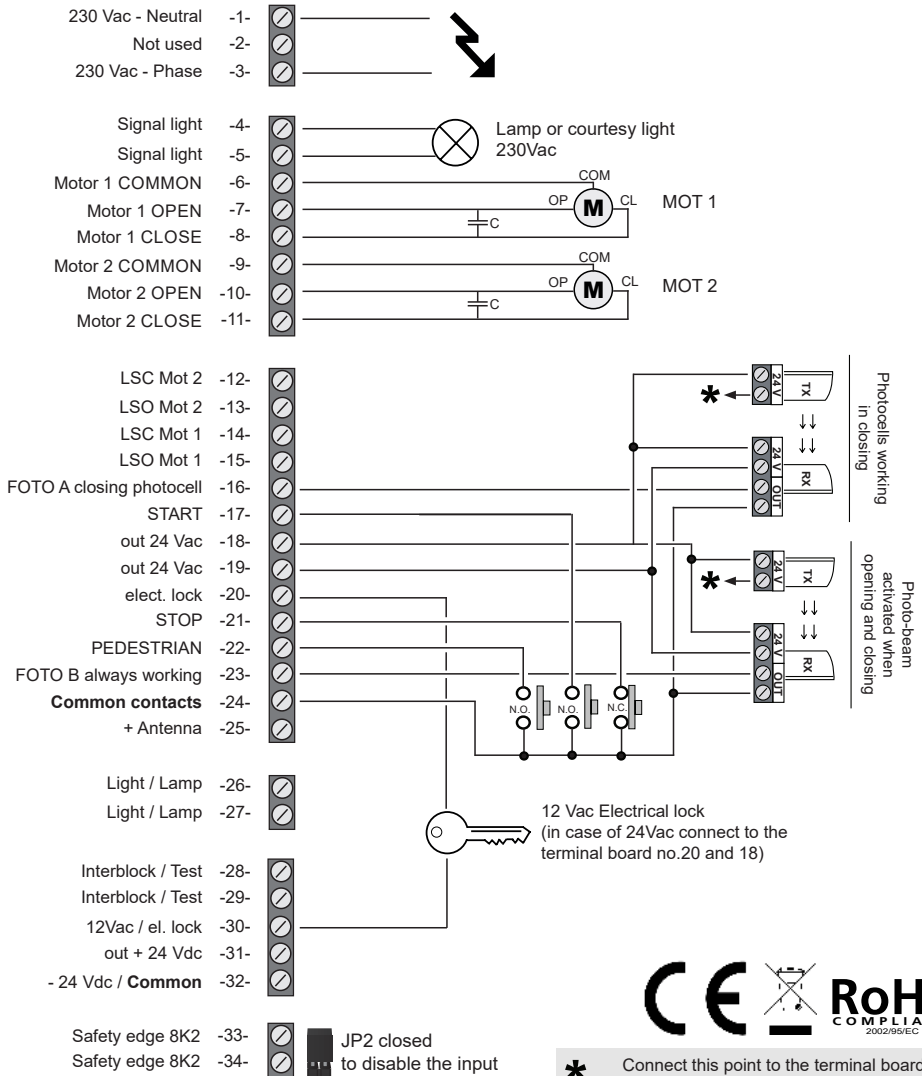 230 Vac - Neutral -1-
Not used -2-
230 Vac - Phase -3-
Signal light -4-
Signal light -5-
Lamp or courtesy light
230Vac
Motor 1 COMMON -6-
Motor 1 OPEN -7-
Motor 1 CLOSE -8-
COM
OP M CL MOT 1
C
Motor 2 COMMON -9-
Motor 2 OPEN -10-
Motor 2 CLOSE -11-
COM
OP M CL MOT 2
C
LSC Mot 2 -12-
LSO Mot 2 -13-
LSC Mot 1 -14-
LSO Mot 1 -15-
FOTO A closing photocell -16-
START -17-
out 24 Vac -18-
out 24 Vac -19-
elect. lock -20-
STOP -21-
PEDESTRIAN -22-
FOTO B always working -23-
Common contacts -24-
+ Antenna -25-
N.O. N.O. N.C.
* 24 V TX
24 V OUT RX
Photocells working
in closing
* 24 V TX
24 V OUT RX
Photo-beam
activated when
opening and closing
Light / Lamp -26-
Light / Lamp -27-
12 Vac Electrical lock
(in case of 24Vac connect to the
terminal board no.20 and 18)
Interblock / Test -28-
Interblock / Test -29-
12Vac / el. lock -30-
out + 24 Vdc -31-
- 24 Vdc / Common -32-
CE
RoH
COMPLIA
2002/95/EC
Safety edge 8K2 -33-
Safety edge 8K2 -34-
JP2 closed
to disable the input
* Connect this point to the terminal board